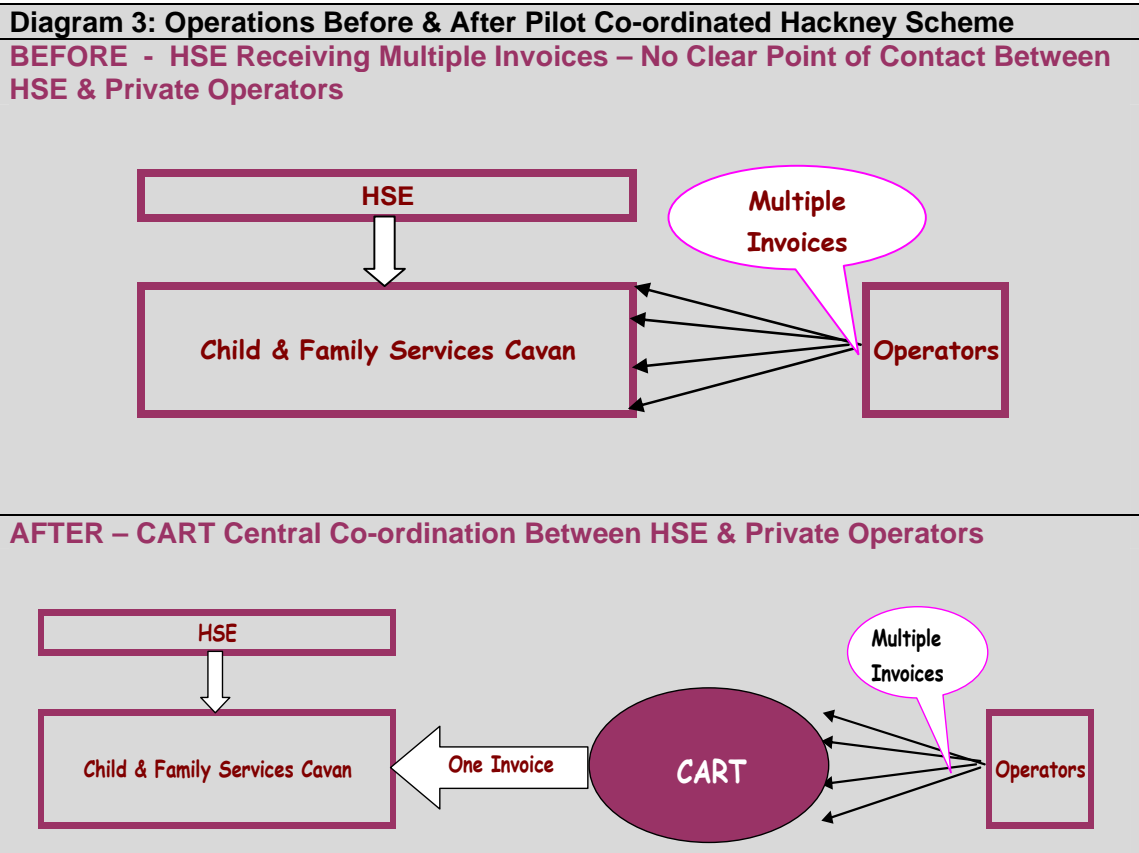 Diagram 3: Operations Before & After Pilot Co-ordinated Hackney Scheme
BEFORE - HSE Receiving Multiple Invoices – No Clear Point of Contact Between
HSE & Private Operators
HSE
Multiple
Invoices
Child & Family Services Cavan
Operators
AFTER – CART Central Co-ordination Between HSE & Private Operators
HSE
Multiple
Invoices
Child & Family Services Cavan
One Invoice
CART
Operators